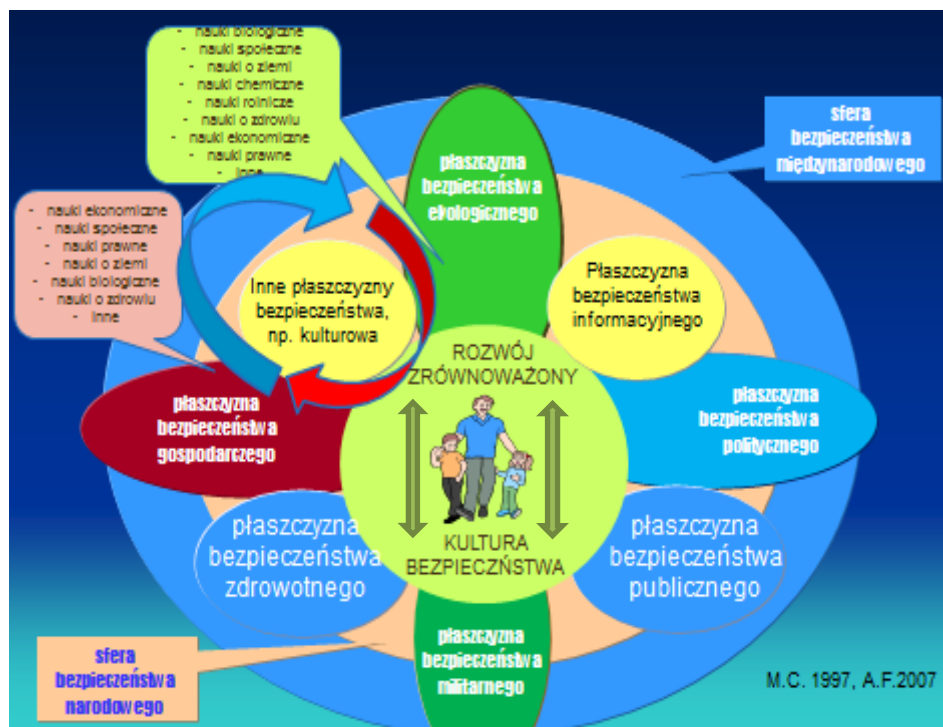 - nauki biologiczne
- nauki społeczne
- nauki o ziemi
- nauki chemiczne
- nauki rolnicze
- nauki o zdrowiu
- nauki ekonomiczne
- nauki prawne
- inne
- nauki ekonomiczne
- nauki społeczne
- nauki prawne
- nauki o ziemi
- nauki biologiczne
- nauki o zdrowiu
- inne
płaszczyzna
bezpieczeństwa
ekologicznego
sfera
bezpieczeństwa
międzynarodowego
Inne płaszczyzny
bezpieczeństwa,
np. kulturowa
Płaszczyzna
bezpieczeństwa
informacyjnego
ROZWÓJ
ZRÓWNOWAŻONY
płaszczyzna
bezpieczeństwa
gospodarczego
płaszczyzna
bezpieczeństwa
politycznego
KULTURA
BEZPIECZŃSTWA
płaszczyzna
bezpieczeństwa
zdrowotnego
płaszczyzna
bezpieczeństwa
publicznego
płaszczyzna
bezpieczeństwa
militarnego
sfera
bezpieczeństwa
narodowego
M.C. 1997, A.F.2007